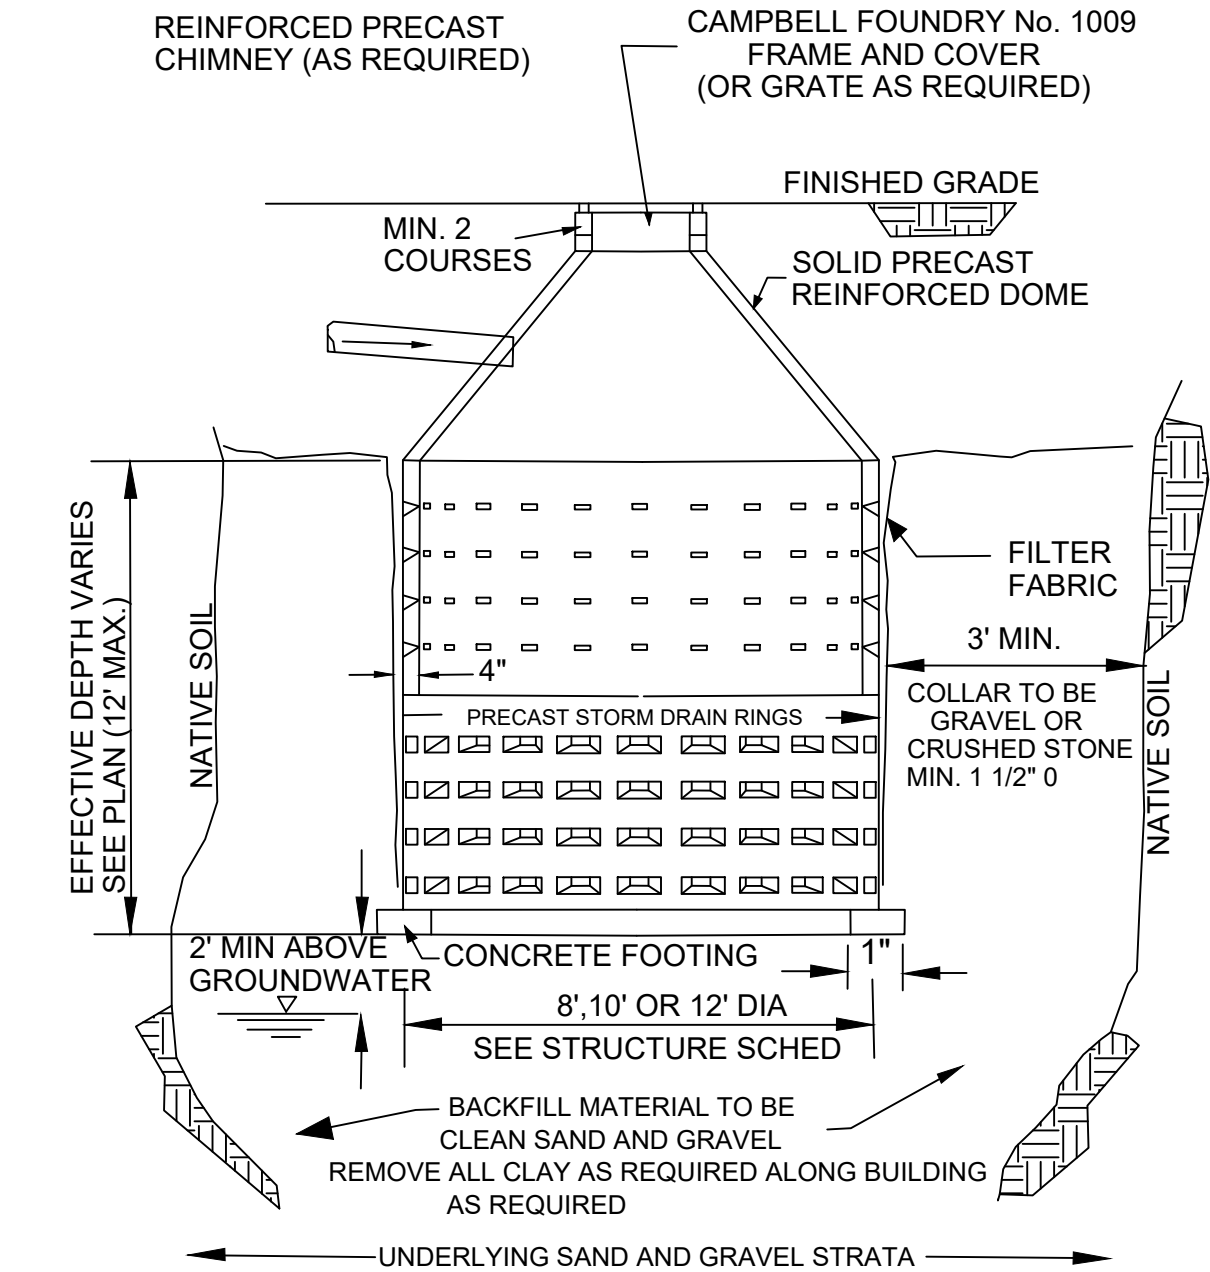 REINFORCED PRECAST
CHIMNEY (AS REQUIRED)
CAMPBELL FOUNDRY No. 1009
FRAME AND COVER
(OR GRATE AS REQUIRED)
FINISHED GRADE
MIN. 2
COURSES
SOLID PRECAST
REINFORCED DOME
EFFECTIVE DEPTH VARIES
SEE PLAN (12' MAX.)
NATIVE SOIL
FILTER
FABRIC
3' MIN.
4"
COLLAR TO BE
GRAVEL OR
CRUSHED STONE
MIN. 1 1/2" 0
NATIVE SOIL
PRECAST STORM DRAIN RINGS
2' MIN ABOVE
GROUNDWATER
CONCRETE FOOTING
1"
8',10' OR 12' DIA
SEE STRUCTURE SCHED
BACKFILL MATERIAL TO BE
CLEAN SAND AND GRAVEL
REMOVE ALL CLAY AS REQUIRED ALONG BUILDING
AS REQUIRED
UNDERLYING SAND AND GRAVEL STRATA